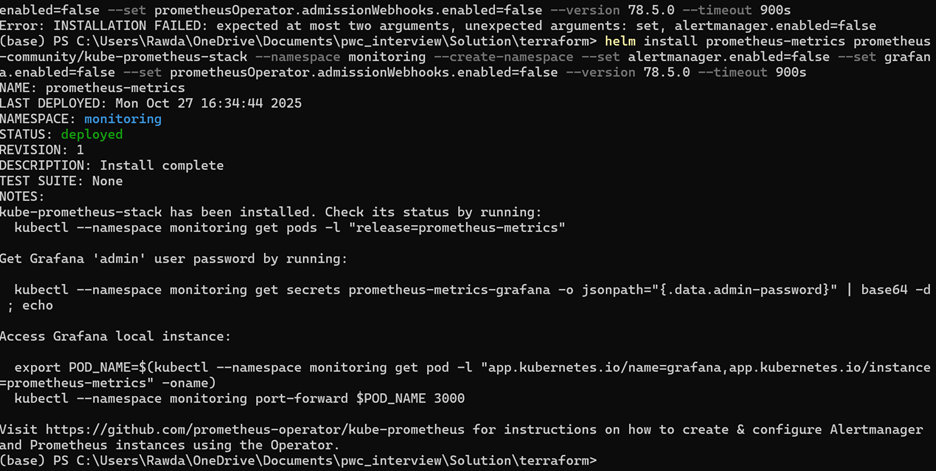 enabled=false --set prometheusOperator.admissionWebhooks.enabled=false --version 78.5.0 --timeout 900s
Error: INSTALLATION FAILED: expected at most two arguments, unexpected arguments: set, alertmanager.enabled=false
(base) PS C:\Users\Rawda\OneDrive\Documents\pwc_interview\Solution\terraform> helm install prometheus-metrics prometheus
-community/kube-prometheus-stack --namespace monitoring --create-namespace --set alertmanager.enabled=false --set grafan
a.enabled=false --set prometheusOperator.admissionWebhooks.enabled=false --version 78.5.0 --timeout 900s
NAME: prometheus-metrics
LAST DEPLOYED: Mon Oct 27 16:34:44 2025
NAMESPACE: monitoring
STATUS: deployed
REVISION: 1
DESCRIPTION: Install complete
TEST SUITE: None
NOTES:
kube-prometheus-stack has been installed. Check its status by running:
  kubectl --namespace monitoring get pods -l "release=prometheus-metrics"

Get Grafana 'admin' user password by running:

  kubectl --namespace monitoring get secrets prometheus-metrics-grafana -o jsonpath="{.data.admin-password}" | base64 -d
 ; echo

Access Grafana local instance:

  export POD_NAME=$(kubectl --namespace monitoring get pod -l "app.kubernetes.io/name=grafana,app.kubernetes.io/instance
=prometheus-metrics" -oname)
  kubectl --namespace monitoring port-forward $POD_NAME 3000

Visit https://github.com/prometheus-operator/kube-prometheus for instructions on how to create & configure Alertmanager
and Prometheus instances using the Operator.
(base) PS C:\Users\Rawda\OneDrive\Documents\pwc_interview\Solution\terraform>